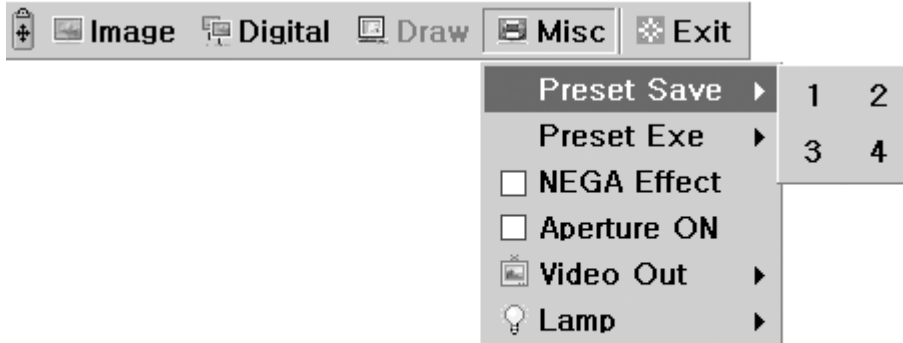 Image Digital Draw Misc Exit
Preset Save 1 2
Preset Exe 3 4
NEGA Effect
Aperture ON
Video Out
Lamp